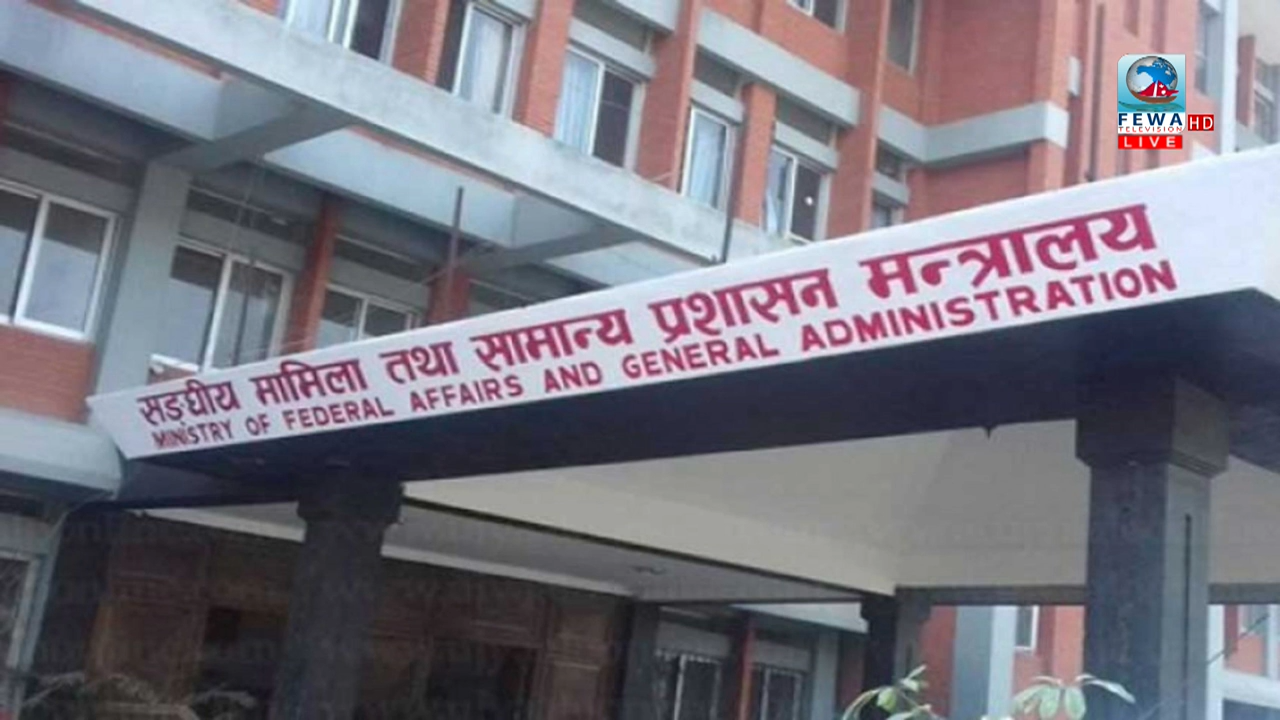 FEWA HD
TELEVISION
LIVE
सङ्घीय मामिला तथा सामान्य प्रशासन मन्त्रालय
MINISTRY OF FEDERAL AFFAIRS AND GENERAL ADMINISTRATION